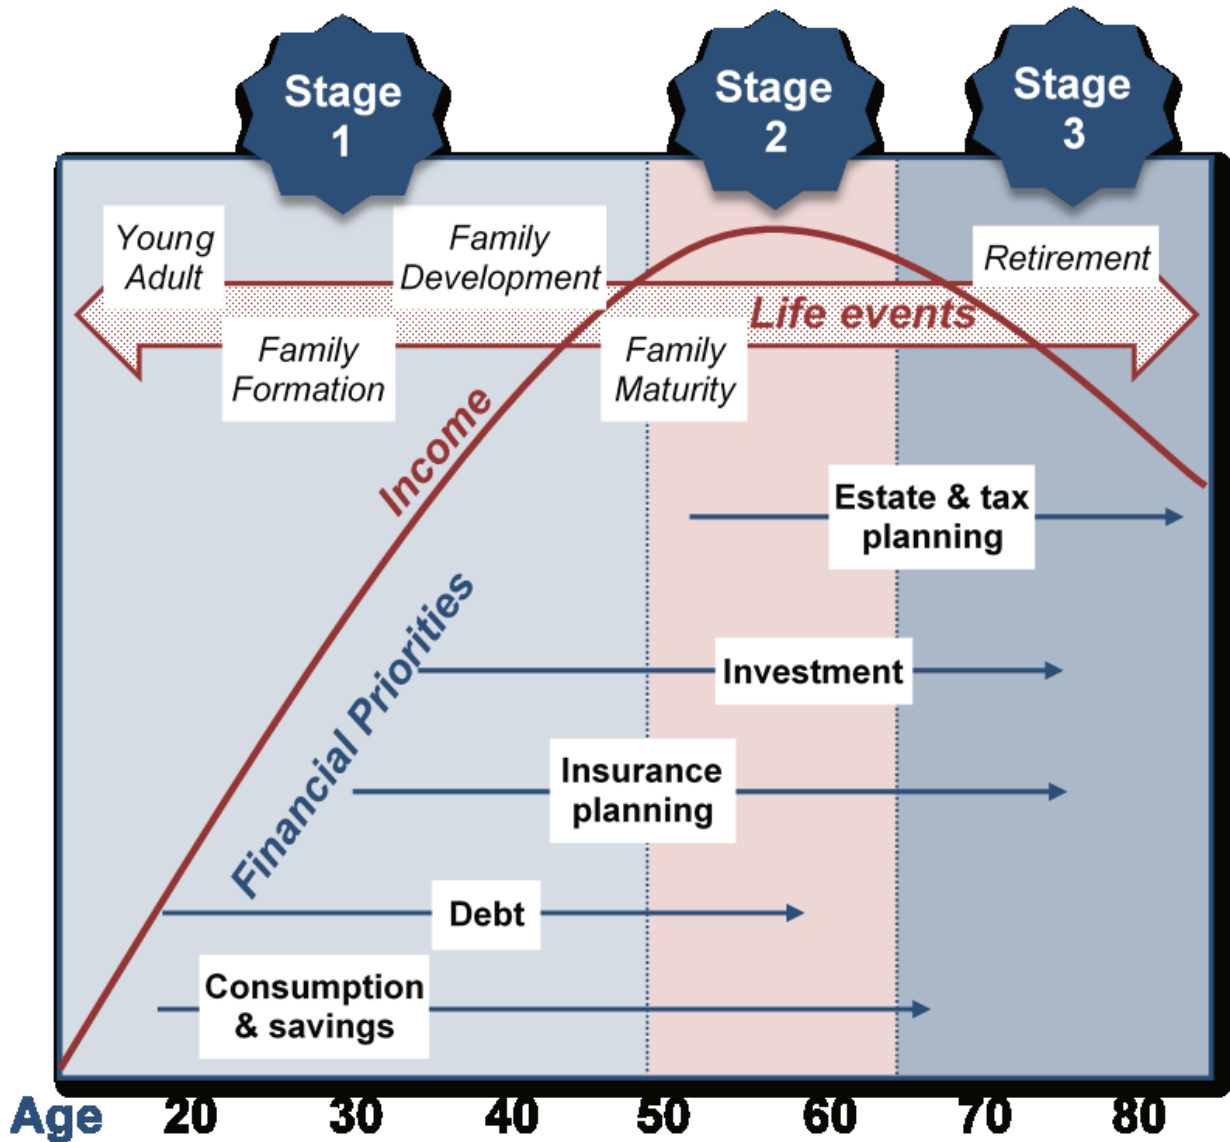 Stage
1
Stage
2
Stage
3
Young
Adult
Family
Development
Retirement
Life events
Family
Formation
Family
Maturity
Income
Estate & tax
planning
Financial Priorities
Investment
Insurance
planning
Debt
Consumption
& savings
Age 20 30 40 50 60 70 80